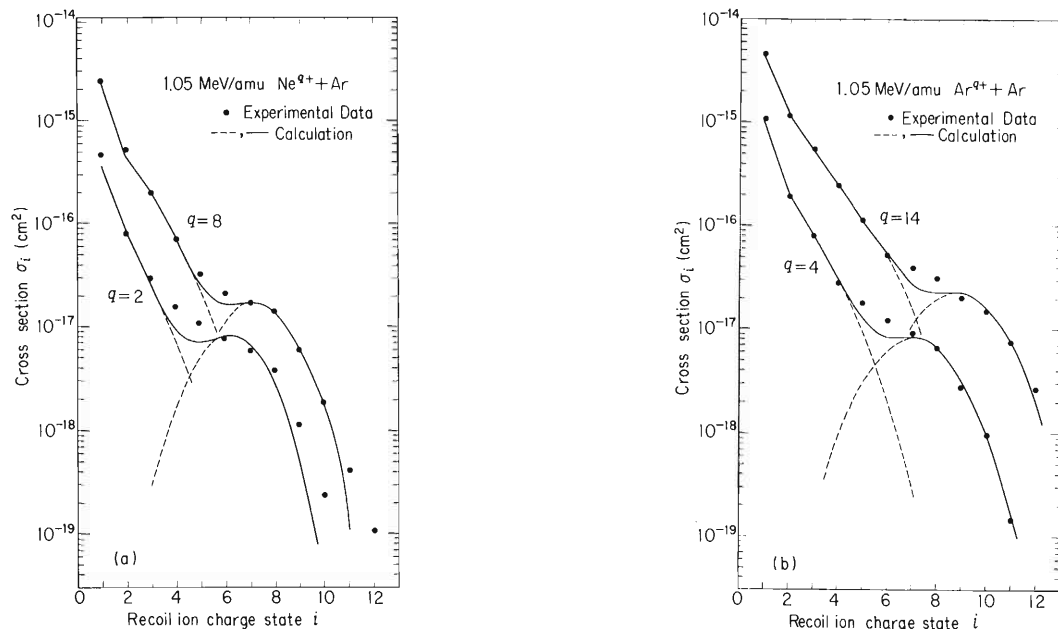 10⁻¹⁴
1.05 MeV/amu Ne^q+ + Ar
• Experimental Data
---,— Calculation
10⁻¹⁵
10⁻¹⁶
10⁻¹⁷
10⁻¹⁸
10⁻¹⁹
Cross section σᵢ (cm²)
q=8
q=2
(a)
0 2 4 6 8 10 12
Recoil ion charge state i
10⁻¹⁴
1.05 MeV/amu Ar^q+ + Ar
• Experimental Data
---,— Calculation
10⁻¹⁵
10⁻¹⁶
10⁻¹⁷
10⁻¹⁸
10⁻¹⁹
Cross section σᵢ (cm²)
q=14
q=4
(b)
0 2 4 6 8 10 12
Recoil ion charge state i